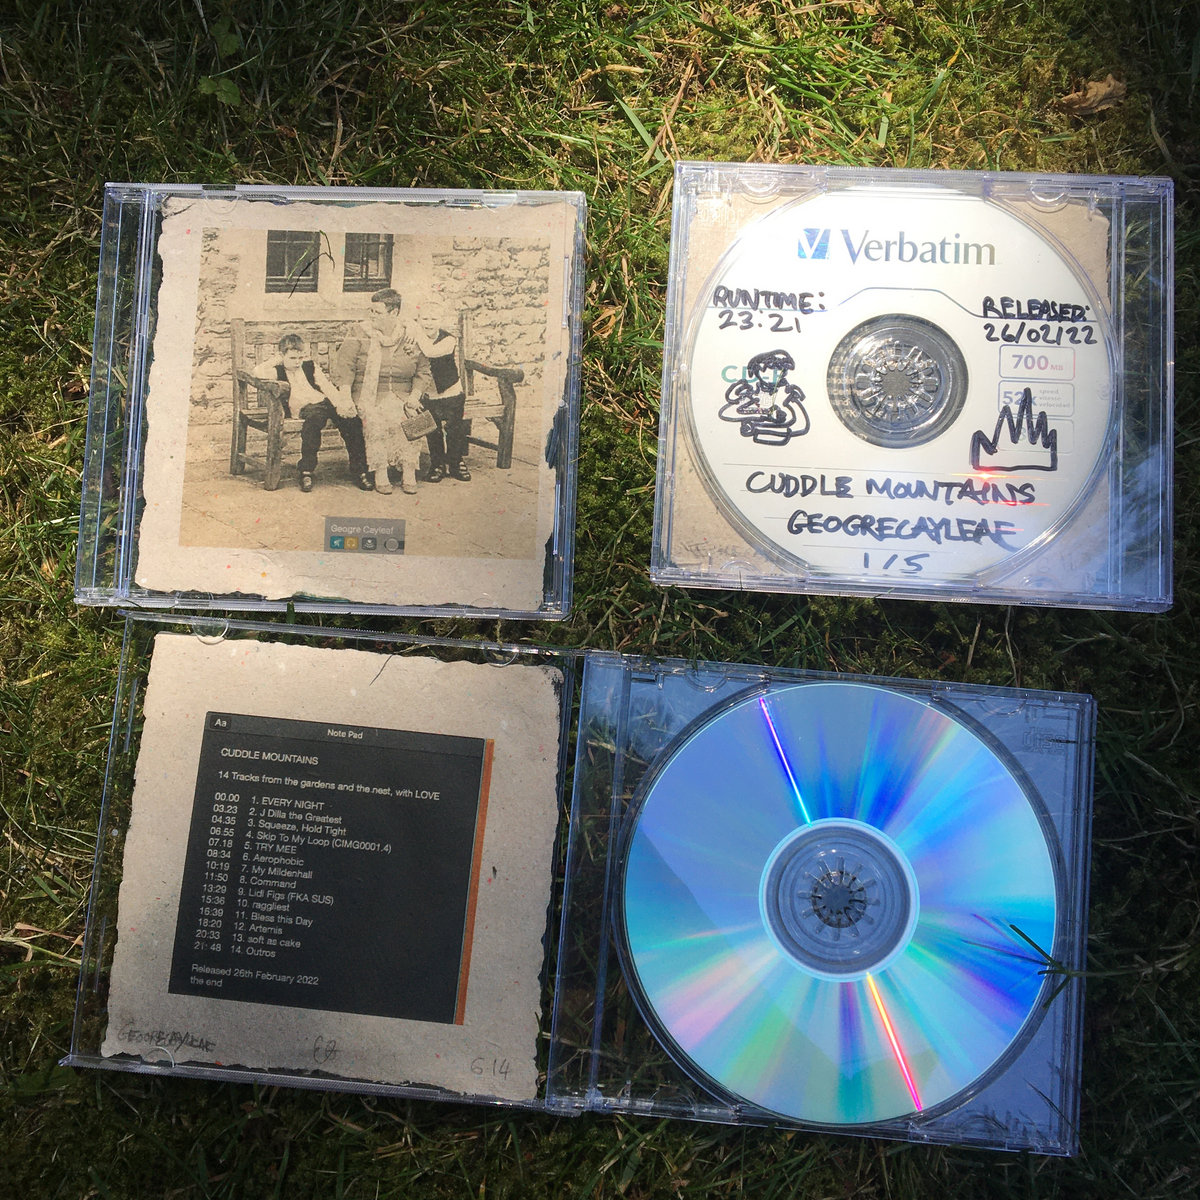 Geogre Cayleaf
Verbatim
RUNTIME:
23:21
RELEASED:
26/02/22
700 MB
52x
speed
vitesse
velocidad
CUDDLE MOUNTAINS
GEOGRECAYLEAF
1/5
Aa
Note Pad
CUDDLE MOUNTAINS
14 Tracks from the gardens and the nest, with LOVE
00.00 1. EVERY NIGHT
03.23 2. J Dilla the Greatest
04.35 3. Squeeze, Hold Tight
06.55 4. Skip To My Loop (CIMG0001.4)
07.18 5. TRY MEE
08:34 6. Aerophobic
10:19 7. My Mildenhall
11:50 8. Command
13:29 9. Lidl Figs (FKA SUS)
15:36 10. raggliest
16:39 11. Bless this Day
18:20 12. Artemis
20:33 13. soft as cake
21:48 14. Outros
Released 26th February 2022
the end
GEOGRECAYLEAF